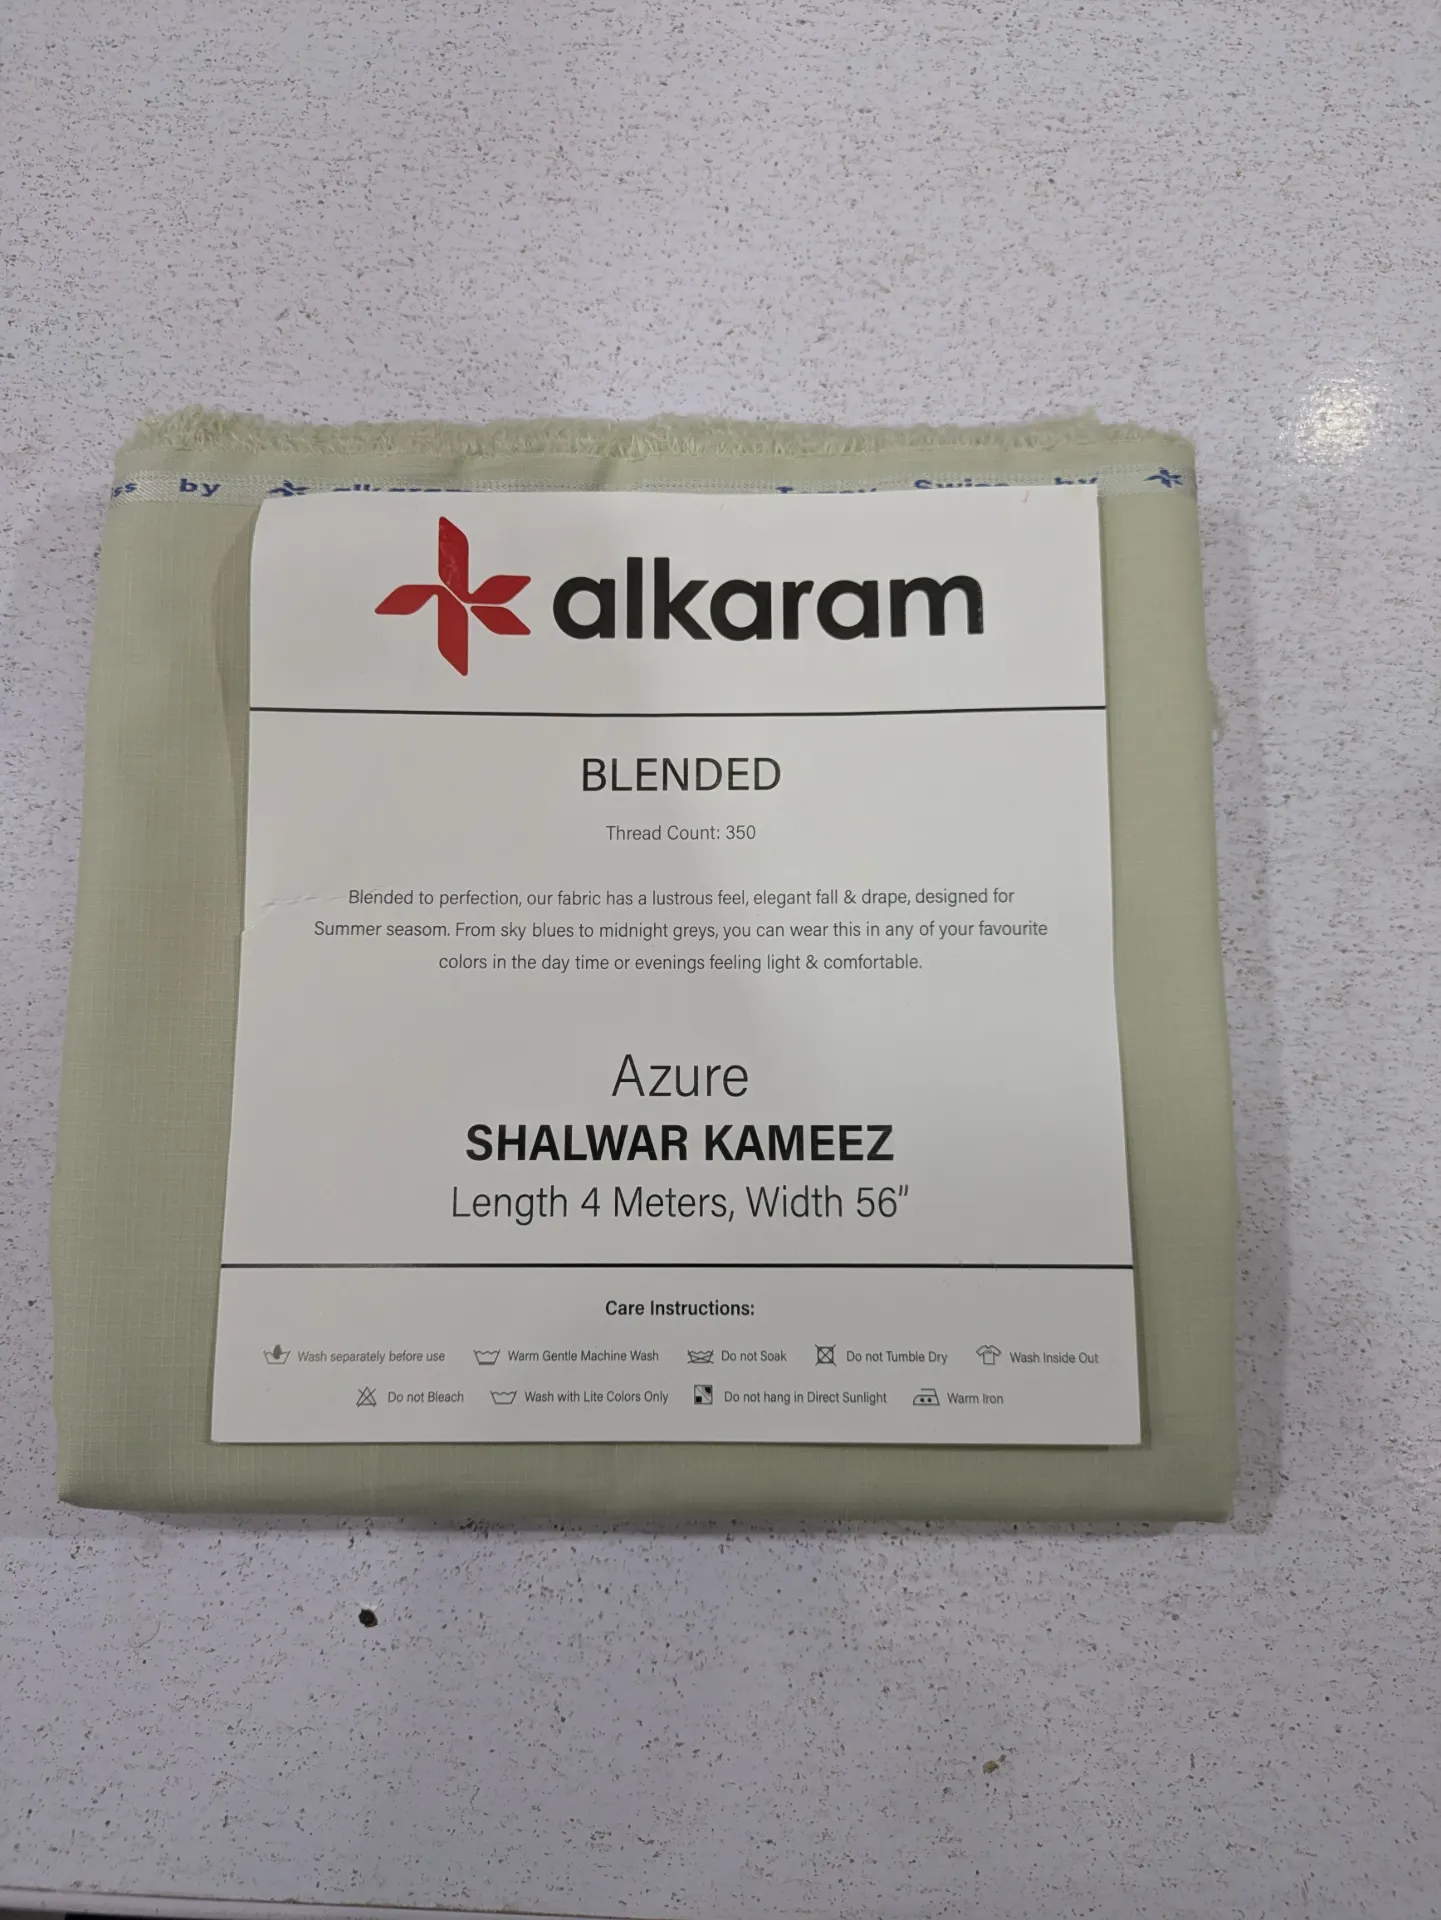 by alkaram Swiss by
alkaram
BLENDED
Thread Count: 350
Blended to perfection, our fabric has a lustrous feel, elegant fall & drape, designed for
Summer seasom. From sky blues to midnight greys, you can wear this in any of your favourite
colors in the day time or evenings feeling light & comfortable.
Azure
SHALWAR KAMEEZ
Length 4 Meters, Width 56"
Care Instructions:
Wash separately before use Warm Gentle Machine Wash Do not Soak Do not Tumble Dry Wash Inside Out
Do not Bleach Wash with Lite Colors Only Do not hang in Direct Sunlight Warm Iron